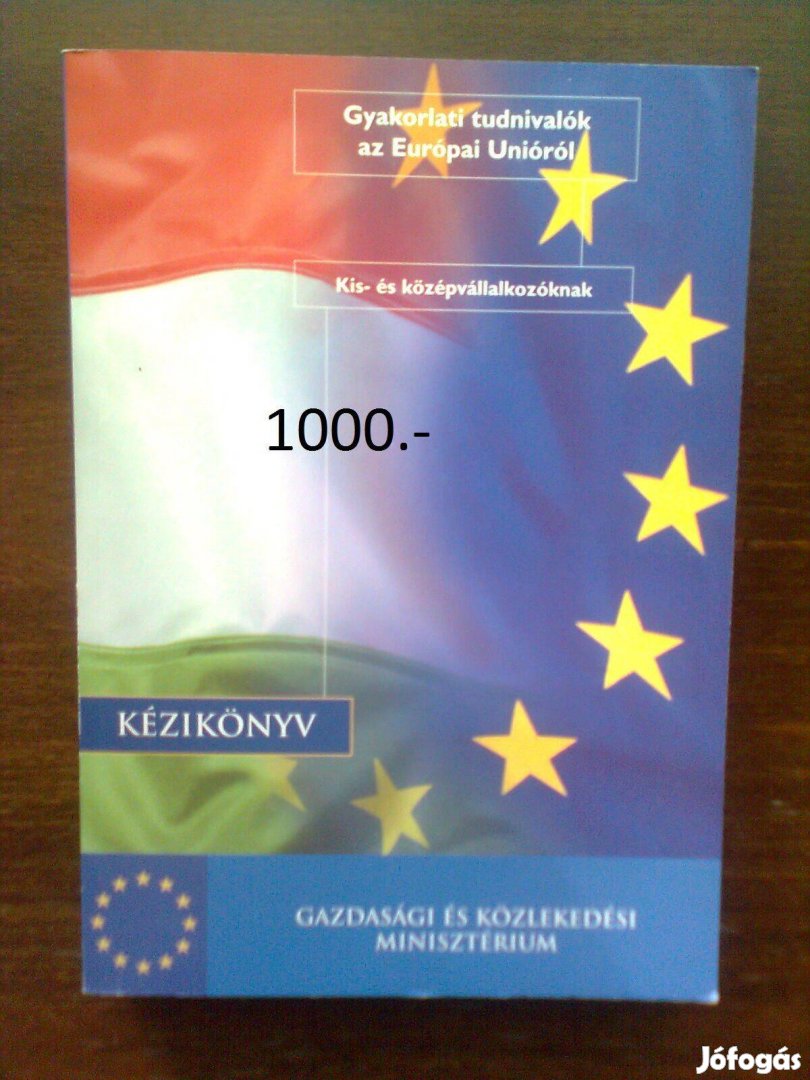 Gyakorlati tudnivalók
az Európai Unióról
Kis- és középvállalkozóknak
1000.-
KÉZIKÖNYV
GAZDASÁGI ÉS KÖZLEKEDÉSI
MINISZTÉRIUM
Jófogás